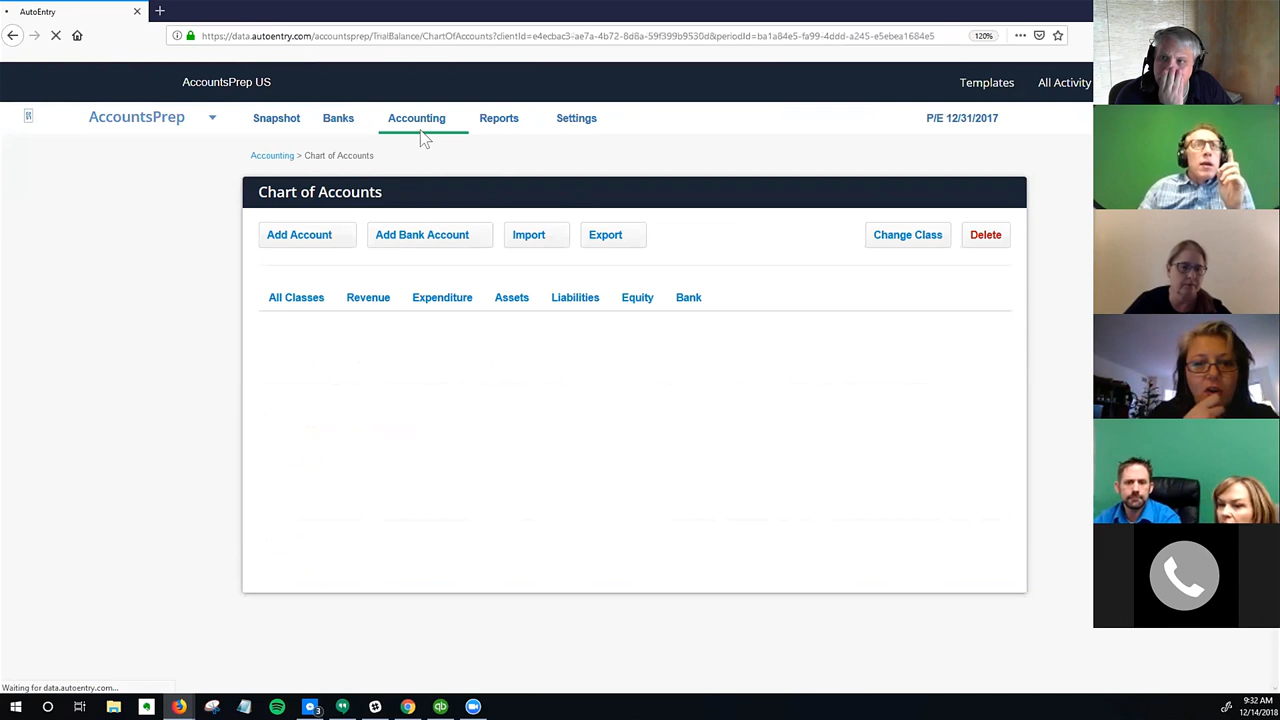 AutoEntry
https://data.autoentry.com/accountsprep/TrialBalance/ChartOfAccounts?clientId=e4ecbac3-ae7a-4b72-8d8a-59f399b9530d&periodId=ba1a84e5-fa99-4ddd-a245-e5ebea1684e5
120%
AccountsPrep US
Templates
All Activity
AccountsPrep
Snapshot
Banks
Accounting
Reports
Settings
P/E 12/31/2017
Accounting > Chart of Accounts
Chart of Accounts
Add Account
Add Bank Account
Import
Export
Change Class
Delete
All Classes
Revenue
Expenditure
Assets
Liabilities
Equity
Bank
Waiting for data.autoentry.com...
3
9:32 AM
12/14/2018